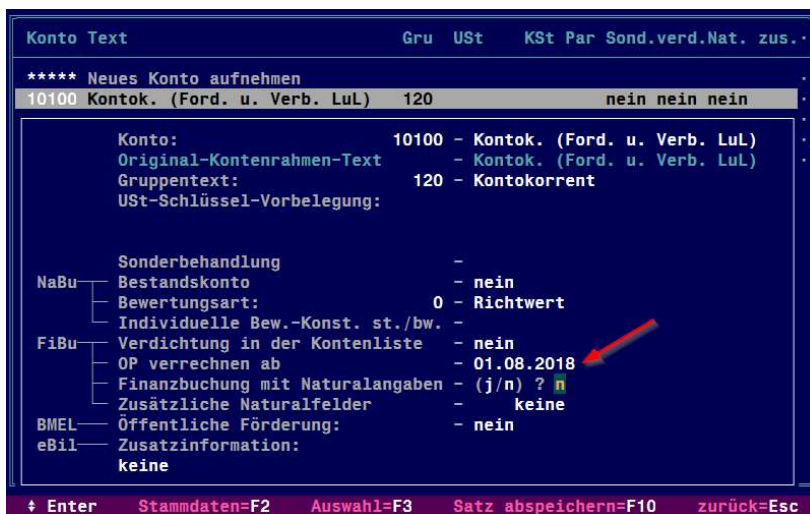 Konto Text Gru USt KSt Par Sond.verd.Nat. zus.
***** Neues Konto aufnehmen
10100 Kontok. (Ford. u. Verb. LuL) 120 nein nein nein
Konto: 10100 - Kontok. (Ford. u. Verb. LuL)
Original-Kontenrahmen-Text - Kontok. (Ford. u. Verb. LuL)
Gruppentext: 120 - Kontokorrent
USt-Schlüssel-Vorbelegung:
Sonderbehandlung -
NaBu Bestandskonto - nein
Bewertungsart: 0 - Richtwert
Individuelle Bew.-Konst. st./bw. -
FiBu Verdichtung in der Kontenliste - nein
OP verrechnen ab - 01.08.2018
Finanzbuchung mit Naturalangaben - (j/n) ? n
Zusätzliche Naturalfelder - keine
BMEL Öffentliche Förderung: - nein
eBil Zusatzinformation:
keine
Enter Stammdaten=F2 Auswahl=F3 Satz abspeichern=F10 zurück=Esc